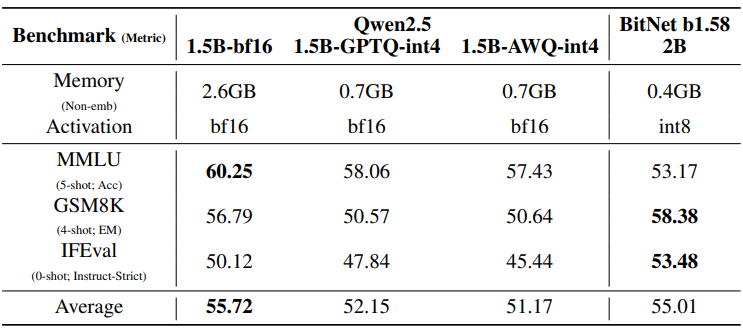 Benchmark (Metric) Qwen2.5 BitNet b1.58
1.5B-bf16 1.5B-GPTQ-int4 1.5B-AWQ-int4 2B
Memory
(Non-emb) 2.6GB 0.7GB 0.7GB 0.4GB
Activation bf16 bf16 bf16 int8
MMLU
(5-shot; Acc) 60.25 58.06 57.43 53.17
GSM8K
(4-shot; EM) 56.79 50.57 50.64 58.38
IFEval
(0-shot; Instruct-Strict) 50.12 47.84 45.44 53.48
Average 55.72 52.15 51.17 55.01